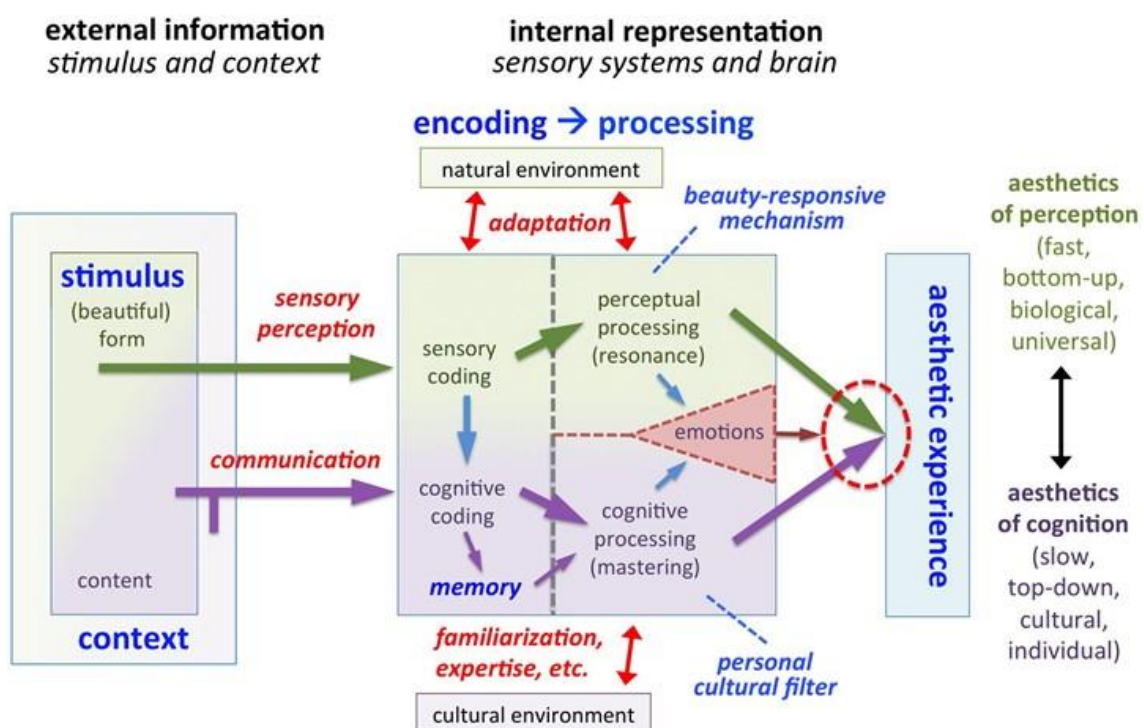 external information
stimulus and context
internal representation
sensory systems and brain
encoding → processing
natural environment
adaptation
beauty-responsive
mechanism
stimulus
(beautiful)
form
content
context
sensory
perception
communication
sensory
coding
perceptual
processing
(resonance)
emotions
cognitive
coding
memory
cognitive
processing
(mastering)
familiarization,
expertise, etc.
cultural environment
personal
cultural filter
aesthetic experience
aesthetics
of perception
(fast,
bottom-up,
biological,
universal)
aesthetics
of cognition
(slow,
top-down,
cultural,
individual)